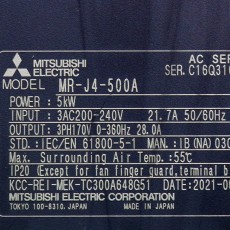 MITSUBISHI
ELECTRIC
AC SER
SER. C16Q31
MODEL MR-J4-500A
POWER : 5kW
INPUT : 3AC200-240V 21.7A 50/60H
OUTPUT : 3PH170V 0-360Hz 28.0A
STD.: IEC/EN 61800-5-1 MAN.: IB(NA)030
Max. Surrounding Air Temp.:55℃
IP20 (Except for fan finger guard,terminal b
KCC-REI-MEK-TC300A648G51 DATE : 2021-0
MITSUBISHI ELECTRIC CORPORATION
TOKYO 100-8310, JAPAN MADE IN JAPAN